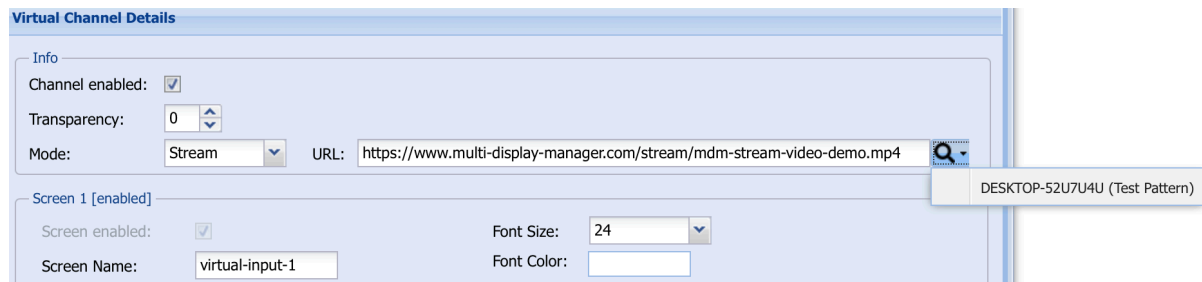 Virtual Channel Details
Info
Channel enabled:
Transparency: 0
Mode: Stream URL: https://www.multi-display-manager.com/stream/mdm-stream-video-demo.mp4
DESKTOP-52U7U4U (Test Pattern)
Screen 1 [enabled]
Screen enabled: Font Size: 24
Screen Name: virtual-input-1 Font Color: